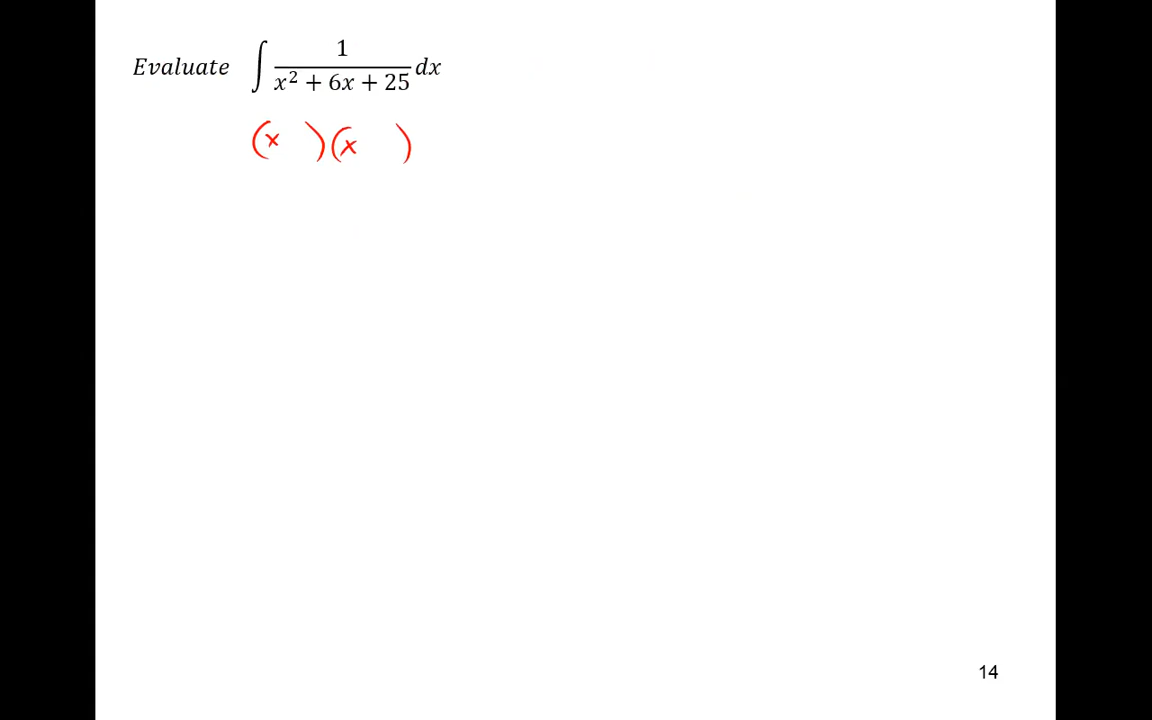 Evaluate ∫ 1/(x² + 6x + 25) dx
(x )(x )
14